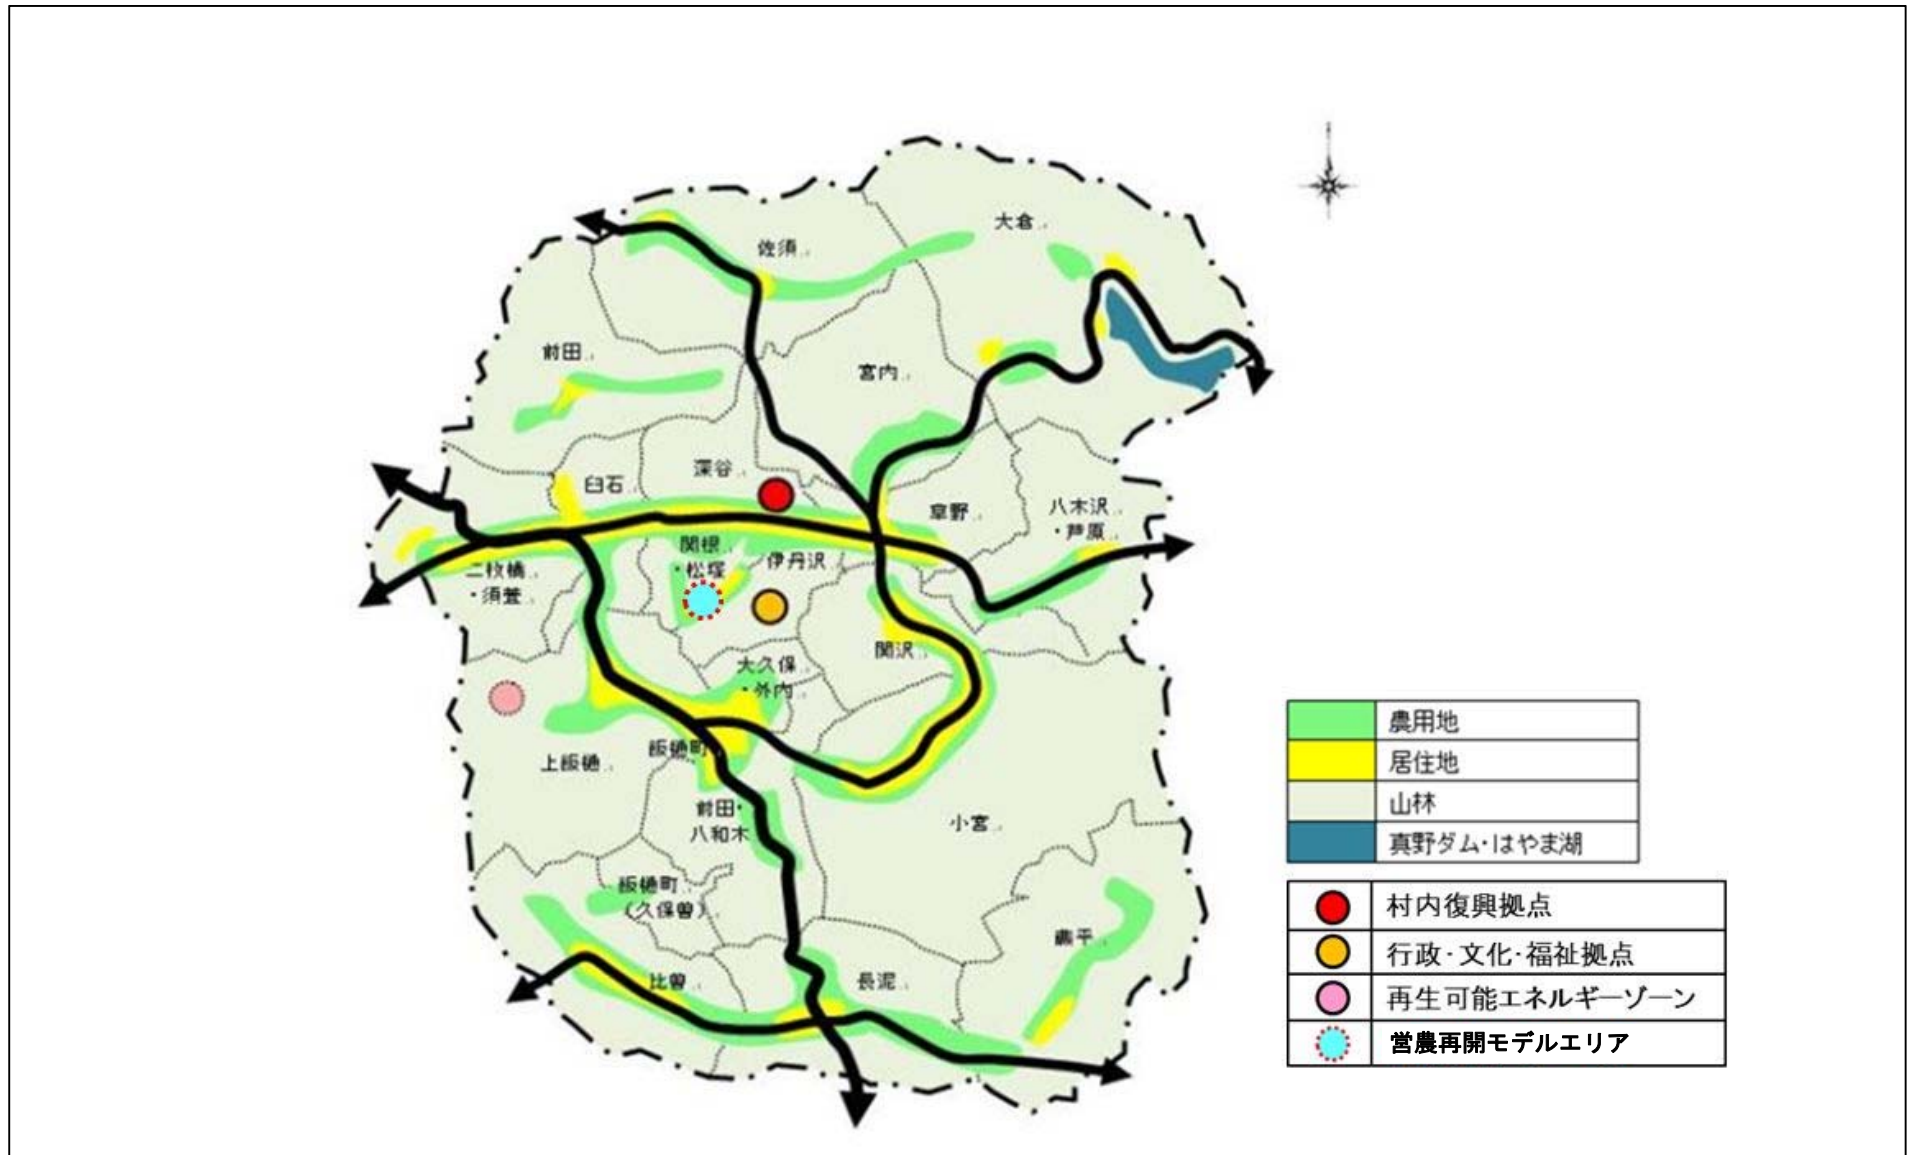 大倉
佐須
前田
宮内
深谷
臼石
草野
八木沢
・芦原
関根
・松塚
伊丹沢
二枚橋
・須萱
関沢
大久保
・外内
飯樋町
上飯樋
前田・
八和木
小宮
飯樋町
（久保曽）
蕨平
比曽
長泥
農用地
居住地
山林
真野ダム・はやま湖
村内復興拠点
行政・文化・福祉拠点
再生可能エネルギーゾーン
営農再開モデルエリア